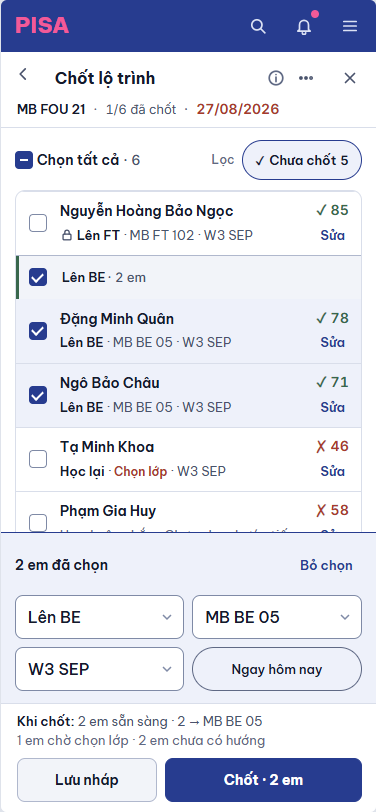 PISA
Chốt lộ trình
MB FOU 21 · 1/6 đã chốt · 27/08/2026
Chọn tất cả · 6
Lọc
✓ Chưa chốt 5
Nguyễn Hoàng Bảo Ngọc
✓ 85
Lên FT · MB FT 102 · W3 SEP
Sửa
Lên BE · 2 em
Đặng Minh Quân
✓ 78
Lên BE · MB BE 05 · W3 SEP
Sửa
Ngô Bảo Châu
✓ 71
Lên BE · MB BE 05 · W3 SEP
Sửa
Tạ Minh Khoa
✗ 46
Học lại · Chọn lớp · W3 SEP
Sửa
Phạm Gia Huy
✗ 58
2 em đã chọn
Bỏ chọn
Lên BE
MB BE 05
W3 SEP
Ngay hôm nay
Khi chốt: 2 em sẵn sàng · 2 → MB BE 05
1 em chờ chọn lớp · 2 em chưa có hướng
Lưu nháp
Chốt · 2 em